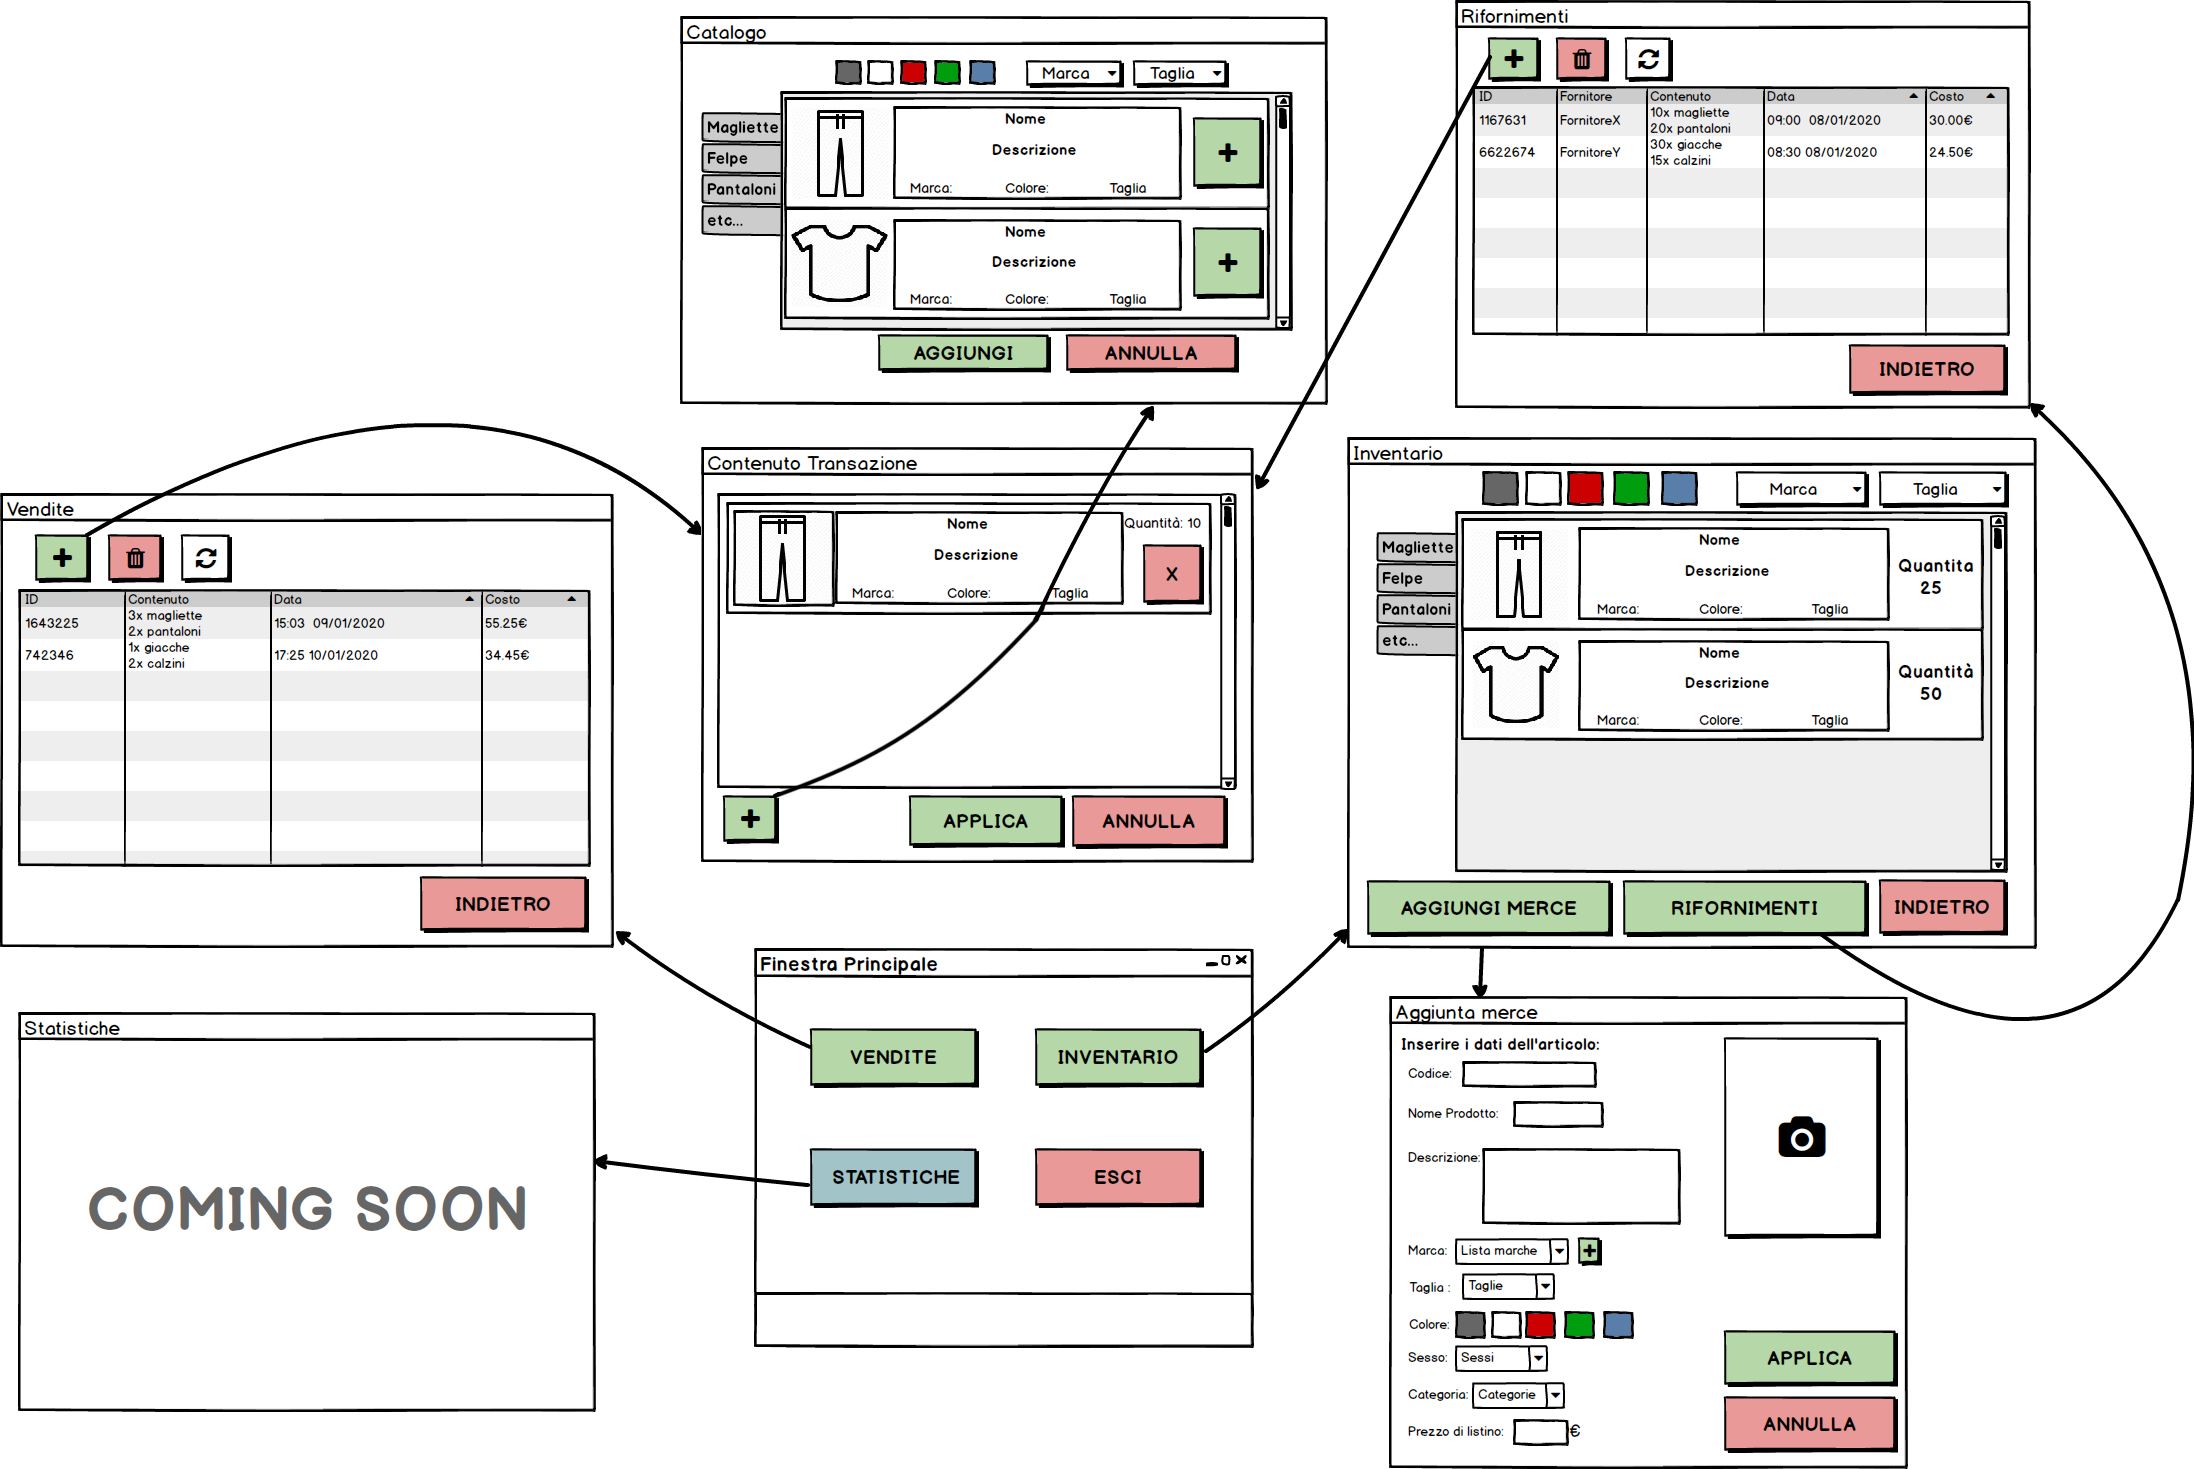 Catalogo
Marca
Taglia
Magliette
Felpe
Pantaloni
etc...
Nome
Descrizione
Marca: Colore: Taglia
+
Nome
Descrizione
Marca: Colore: Taglia
+
AGGIUNGI
ANNULLA
Rifornimenti
+
ID Fornitore Contenuto Data Costo
1167631 FornitoreX 10x magliette 09:00 08/01/2020 30.00€
20x pantaloni
6622674 FornitoreY 30x giacche 08:30 08/01/2020 24.50€
15x calzini
INDIETRO
Vendite
+
ID Contenuto Data Costo
1643225 3x magliette 15:03 09/01/2020 55.25€
2x pantaloni
742346 1x giacche 17:25 10/01/2020 34.45€
2x calzini
INDIETRO
Contenuto Transazione
Nome
Descrizione
Marca: Colore: Taglia
Quantità: 10
X
+
APPLICA
ANNULLA
Inventario
Marca
Taglia
Magliette
Felpe
Pantaloni
etc...
Nome
Descrizione
Marca: Colore: Taglia
Quantita
25
Nome
Descrizione
Marca: Colore: Taglia
Quantità
50
AGGIUNGI MERCE
RIFORNIMENTI
INDIETRO
Statistiche
COMING SOON
Finestra Principale
VENDITE
INVENTARIO
STATISTICHE
ESCI
Aggiunta merce
Inserire i dati dell'articolo:
Codice:
Nome Prodotto:
Descrizione:
Marca: Lista marche +
Taglia : Taglie
Colore:
Sesso: Sessi
Categoria: Categorie
Prezzo di listino: €
APPLICA
ANNULLA